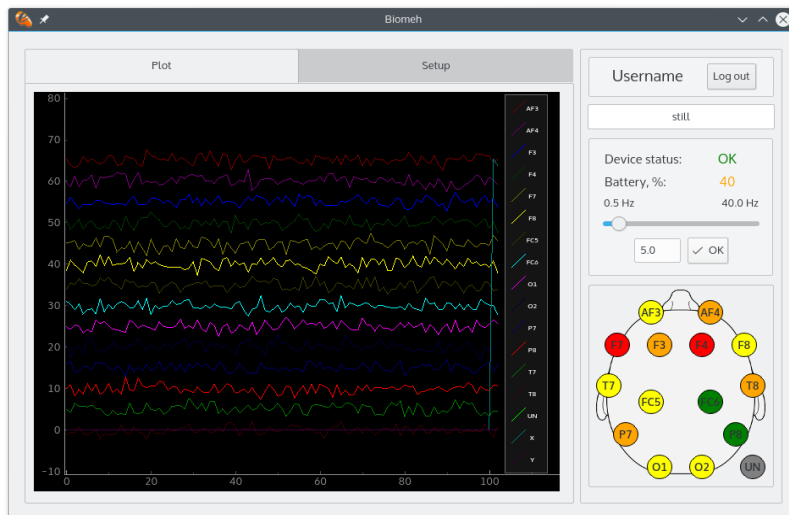 Biomeh
Plot
Setup
80
70
60
50
40
30
20
10
0
-10
0
20
40
60
80
100
AF3
AF4
F3
F4
F7
F8
FC5
FC6
O1
O2
P7
P8
T7
T8
UN
X
Y
Username
Log out
still
Device status: OK
Battery, %: 40
0.5 Hz 40.0 Hz
5.0 OK
AF3 AF4
F7 F3 F4 F8
T7 T8
FC5 FC6
P7 P8
O1 O2 UN